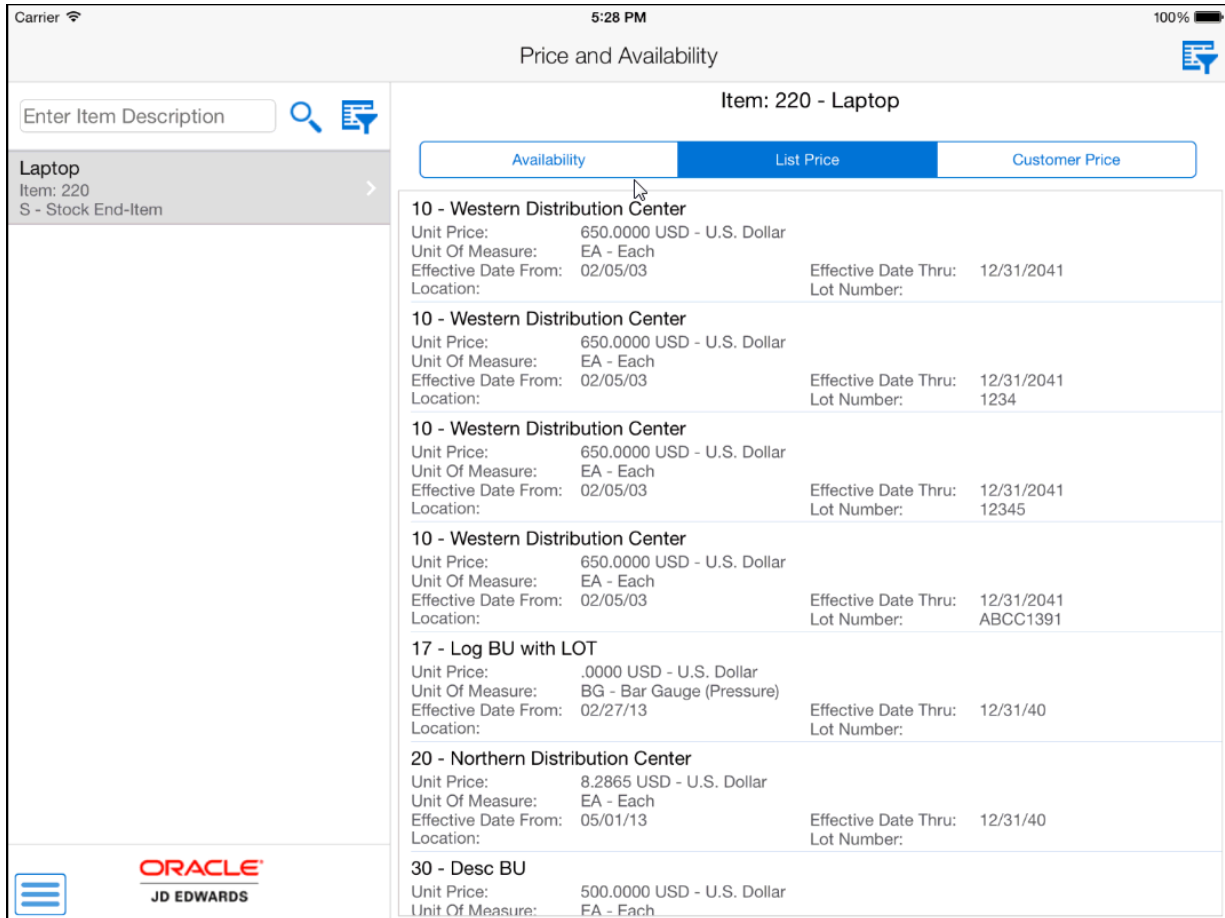 Carrier 5:28 PM 100%
Price and Availability
Enter Item Description
Laptop
Item: 220
S - Stock End-Item
Item: 220 - Laptop
Availability List Price Customer Price
10 - Western Distribution Center
Unit Price: 650.0000 USD - U.S. Dollar
Unit Of Measure: EA - Each
Effective Date From: 02/05/03 Effective Date Thru: 12/31/2041
Location: Lot Number:
10 - Western Distribution Center
Unit Price: 650.0000 USD - U.S. Dollar
Unit Of Measure: EA - Each
Effective Date From: 02/05/03 Effective Date Thru: 12/31/2041
Location: Lot Number: 1234
10 - Western Distribution Center
Unit Price: 650.0000 USD - U.S. Dollar
Unit Of Measure: EA - Each
Effective Date From: 02/05/03 Effective Date Thru: 12/31/2041
Location: Lot Number: 12345
10 - Western Distribution Center
Unit Price: 650.0000 USD - U.S. Dollar
Unit Of Measure: EA - Each
Effective Date From: 02/05/03 Effective Date Thru: 12/31/2041
Location: Lot Number: ABCC1391
17 - Log BU with LOT
Unit Price: .0000 USD - U.S. Dollar
Unit Of Measure: BG - Bar Gauge (Pressure)
Effective Date From: 02/27/13 Effective Date Thru: 12/31/40
Location: Lot Number:
20 - Northern Distribution Center
Unit Price: 8.2865 USD - U.S. Dollar
Unit Of Measure: EA - Each
Effective Date From: 05/01/13 Effective Date Thru: 12/31/40
Location: Lot Number:
30 - Desc BU
Unit Price: 500.0000 USD - U.S. Dollar
Unit Of Measure: EA - Each
ORACLE
JD EDWARDS